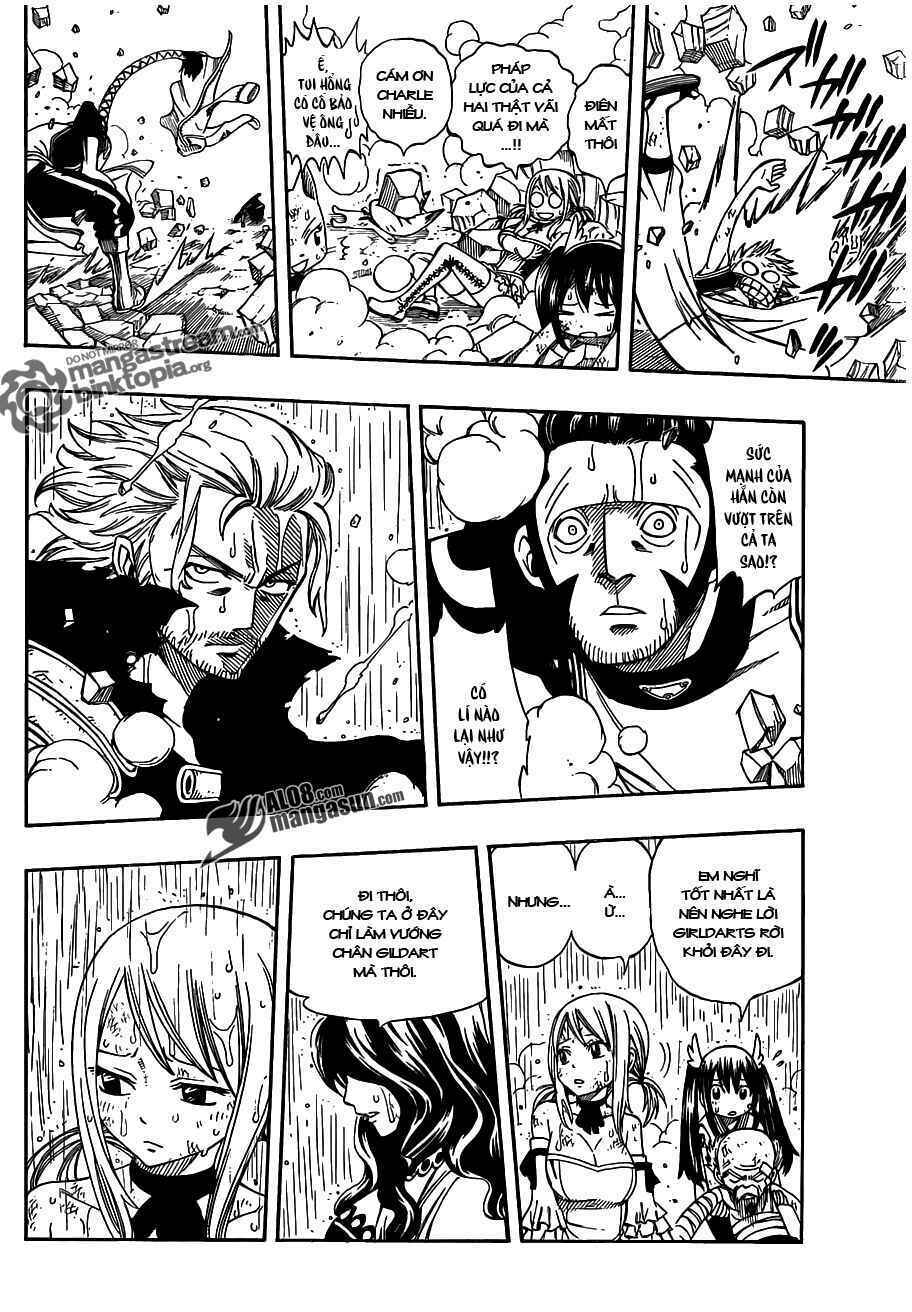 ĐIÊN
MẤT
THÔI
PHÁP
LỰC CỦA CẢ
HAI THẬT VÃI
QUÁ ĐI MÀ
...!!
CÁM ƠN
CHARLE
NHIỀU.
Ê,
TUI HỔNG
CÓ CÔ BẢO
VỆ ÔNG
ĐÂU...
DO NOT MIRROR
mangastream.com
binktopia.org
SỨC
MẠNH CỦA
HẮN CÒN
VƯỢT TRÊN
CẢ TA
SAO!?
CÓ
LÍ NÀO
LẠI NHƯ
VẬY!!!?
AL08.com
mangasun.com
EM NGHĨ
TỐT NHẤT LÀ
NÊN NGHE LỜI
GIRLDARTS RỜI
KHỎI ĐÂY ĐI.
À...
Ừ...
NHƯNG...
ĐI THÔI,
CHÚNG TA Ở ĐÂY
CHỈ LÀM VƯỚNG
CHÂN GILDART
MÀ THÔI.